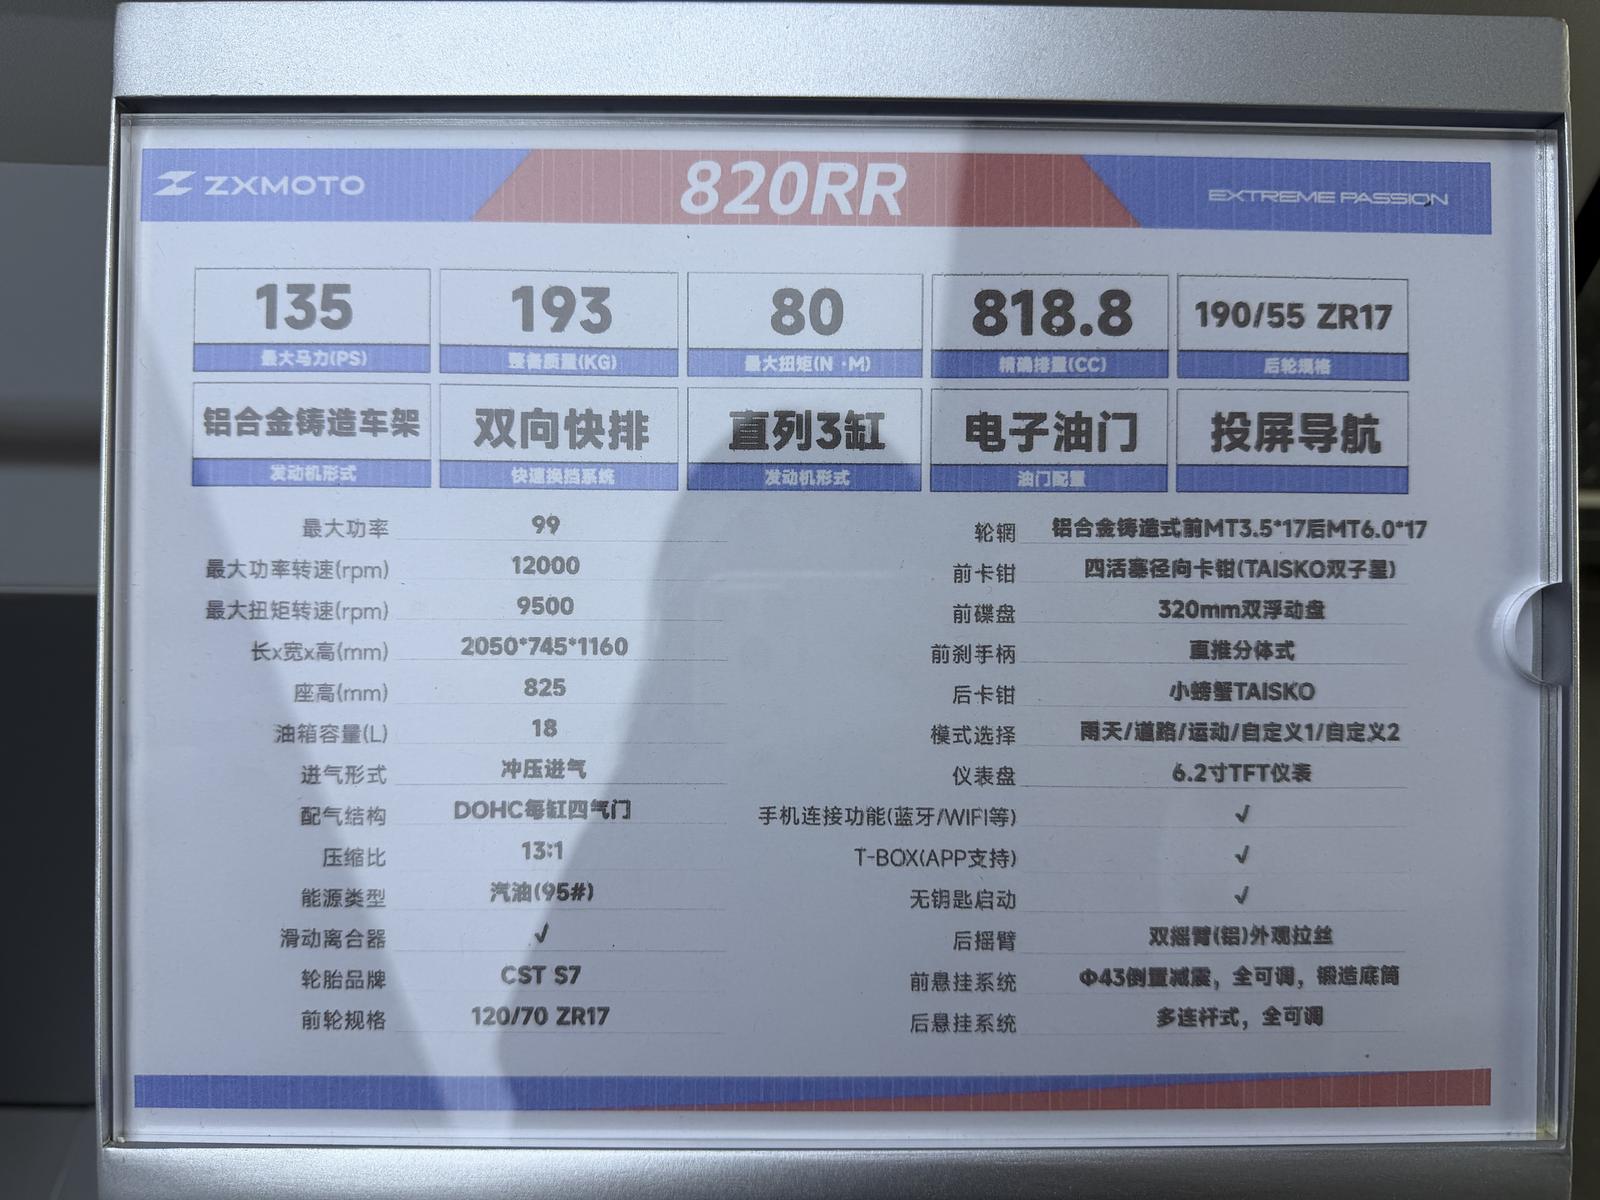 ZXMOTO
820RR
EXTREME PASSION
135
193
80
818.8
190/55 ZR17
最大马力(PS)
整备质量(KG)
最大扭矩(N·M)
精确排量(CC)
后轮规格
铝合金铸造车架
双向快排
直列3缸
电子油门
投屏导航
发动机形式
快速换挡系统
发动机形式
油门配置
最大功率 99
最大功率转速(rpm) 12000
最大扭矩转速(rpm) 9500
长x宽x高(mm) 2050*745*1160
座高(mm) 825
油箱容量(L) 18
进气形式 冲压进气
配气结构 DOHC每缸四气门
压缩比 13:1
能源类型 汽油(95#)
滑动离合器 ✓
轮胎品牌 CST S7
前轮规格 120/70 ZR17
轮辋 铝合金铸造式前MT3.5*17后MT6.0*17
前卡钳 四活塞径向卡钳(TAISKO双子星)
前碟盘 320mm双浮动盘
前刹手柄 直推分体式
后卡钳 小螃蟹TAISKO
模式选择 雨天/道路/运动/自定义1/自定义2
仪表盘 6.2寸TFT仪表
手机连接功能(蓝牙/WIFI等) ✓
T-BOX(APP支持) ✓
无钥匙启动 ✓
后摇臂 双摇臂(铝)外观拉丝
前悬挂系统 Φ43倒置减震，全可调，锻造底筒
后悬挂系统 多连杆式，全可调